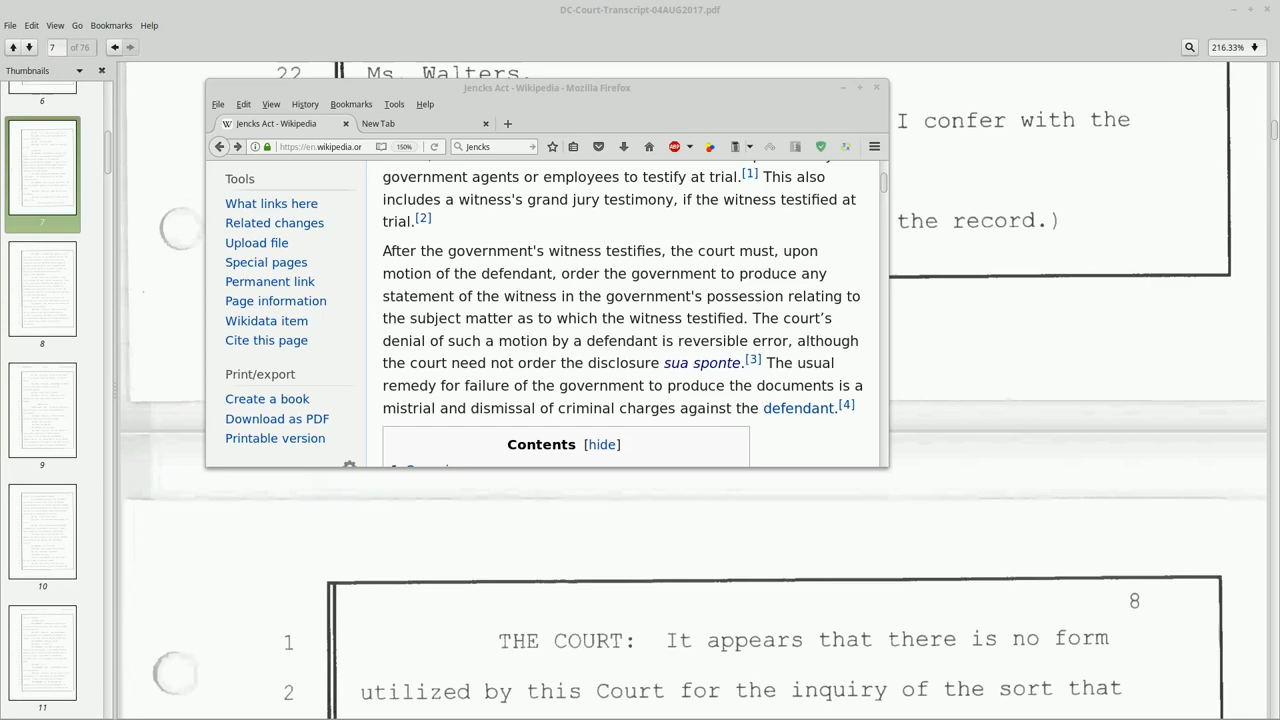 DC-Court-Transcript-04AUG2017.pdf
File Edit View Go Bookmarks Help
7 of 76
216.33%
Thumbnails
6
7
8
9
10
11
22 Ms. Walters.
I confer with the
the record.)
Jencks Act - Wikipedia - Mozilla Firefox
File Edit View History Bookmarks Tools Help
Jencks Act - Wikipedia
New Tab
https://en.wikipedia.or
150%
Jencks
ABP
Tools
What links here
Related changes
Upload file
Special pages
Permanent link
Page information
Wikidata item
Cite this page
Print/export
Create a book
Download as PDF
Printable version
government agents or employees to testify at trial.[1] This also
includes a witness's grand jury testimony, if the witness testified at
trial.[2]
After the government's witness testifies, the court must, upon
motion of the defendant, order the government to produce any
statement of the witness in the government's possession relating to
the subject matter as to which the witness testified. The court’s
denial of such a motion by a defendant is reversible error, although
the court need not order the disclosure sua sponte.[3] The usual
remedy for failure of the government to produce the documents is a
mistrial and dismissal of criminal charges against the defendant.[4]
Contents [hide]
8
1 THE COURT: It appears that there is no form
2 utilized by this Court for the inquiry of the sort that